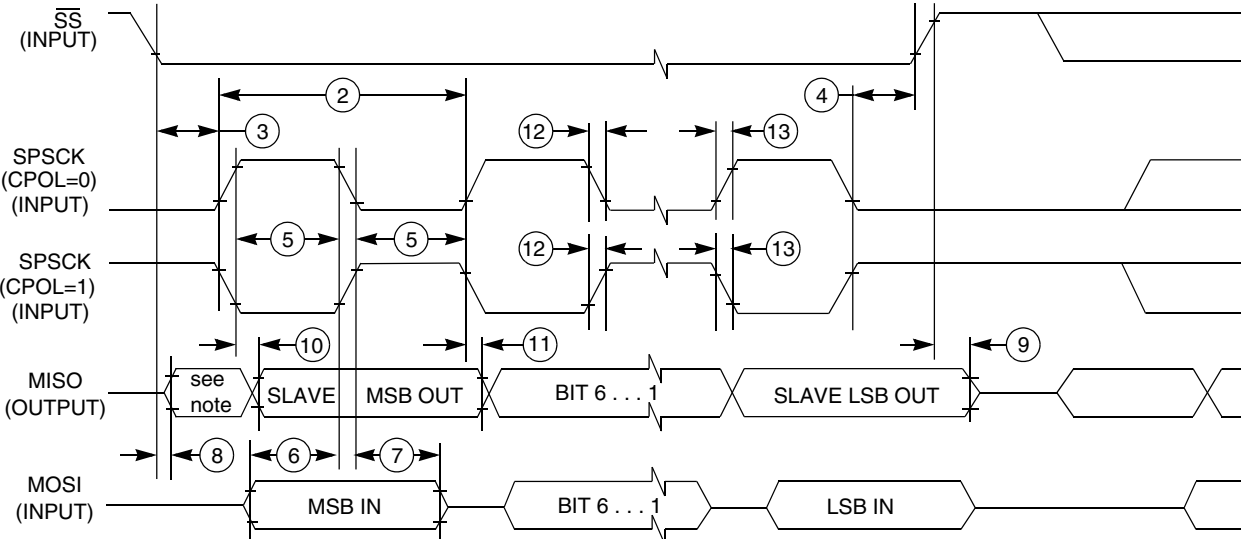 SS
(INPUT)
2
4
3
12
13
SPSCK
(CPOL=0)
(INPUT)
5
5
12
13
SPSCK
(CPOL=1)
(INPUT)
10
11
9
MISO
(OUTPUT)
see
note
SLAVE
MSB OUT
BIT 6 . . . 1
SLAVE LSB OUT
8
6
7
MOSI
(INPUT)
MSB IN
BIT 6 . . . 1
LSB IN